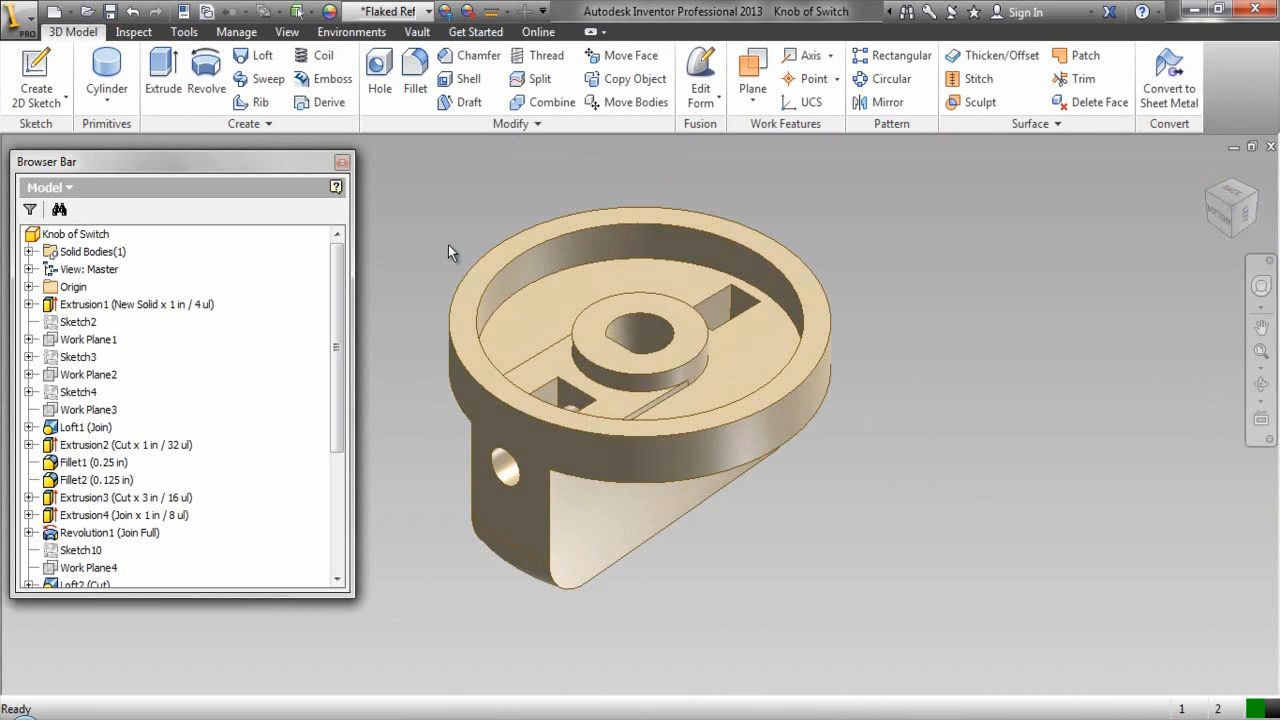 PRO
*Flaked Ref
Autodesk Inventor Professional 2013 Knob of Switch
Sign In
3D Model Inspect Tools Manage View Environments Vault Get Started Online
Create
2D Sketch
Cylinder
Extrude
Revolve
Loft
Sweep
Rib
Coil
Emboss
Derive
Hole
Fillet
Chamfer
Shell
Draft
Thread
Split
Combine
Move Face
Copy Object
Move Bodies
Edit
Form
Plane
Axis
Point
UCS
Rectangular
Circular
Mirror
Thicken/Offset
Stitch
Sculpt
Patch
Trim
Delete Face
Convert to
Sheet Metal
Sketch Primitives Create Modify Fusion Work Features Pattern Surface Convert
Browser Bar
Model
Knob of Switch
Solid Bodies(1)
View: Master
Origin
Extrusion1 (New Solid x 1 in / 4 ul)
Sketch2
Work Plane1
Sketch3
Work Plane2
Sketch4
Work Plane3
Loft1 (Join)
Extrusion2 (Cut x 1 in / 32 ul)
Fillet1 (0.25 in)
Fillet2 (0.125 in)
Extrusion3 (Cut x 3 in / 16 ul)
Extrusion4 (Join x 1 in / 8 ul)
Revolution1 (Join Full)
Sketch10
Work Plane4
Loft2 (Cut)
BACK
BOTTOM
Ready
1 2